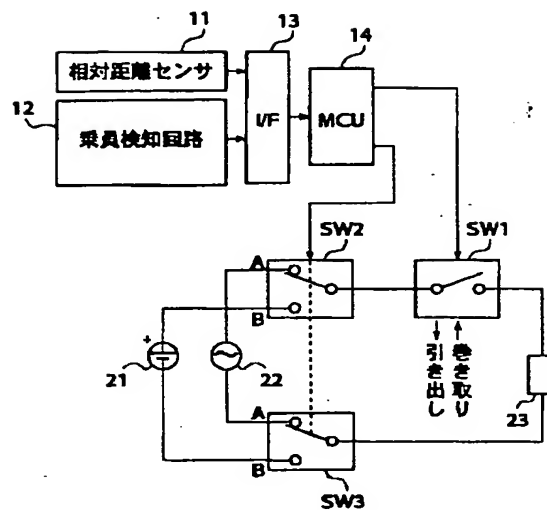 11
13
14
相対距離センサ
12
乗員検知回路
I/F
MCU
SW2
SW1
A
B
+
21
22
引き出し
巻き取り
23
A
B
SW3